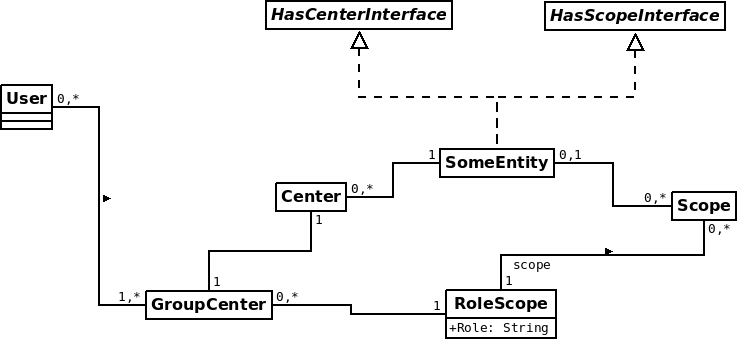 HasCenterInterface
HasScopeInterface
User
0,*
1
SomeEntity
0,1
Center
0,*
0,*
Scope
1
0,*
scope
1
1
1,*
GroupCenter
0,*
1
RoleScope
+Role: String